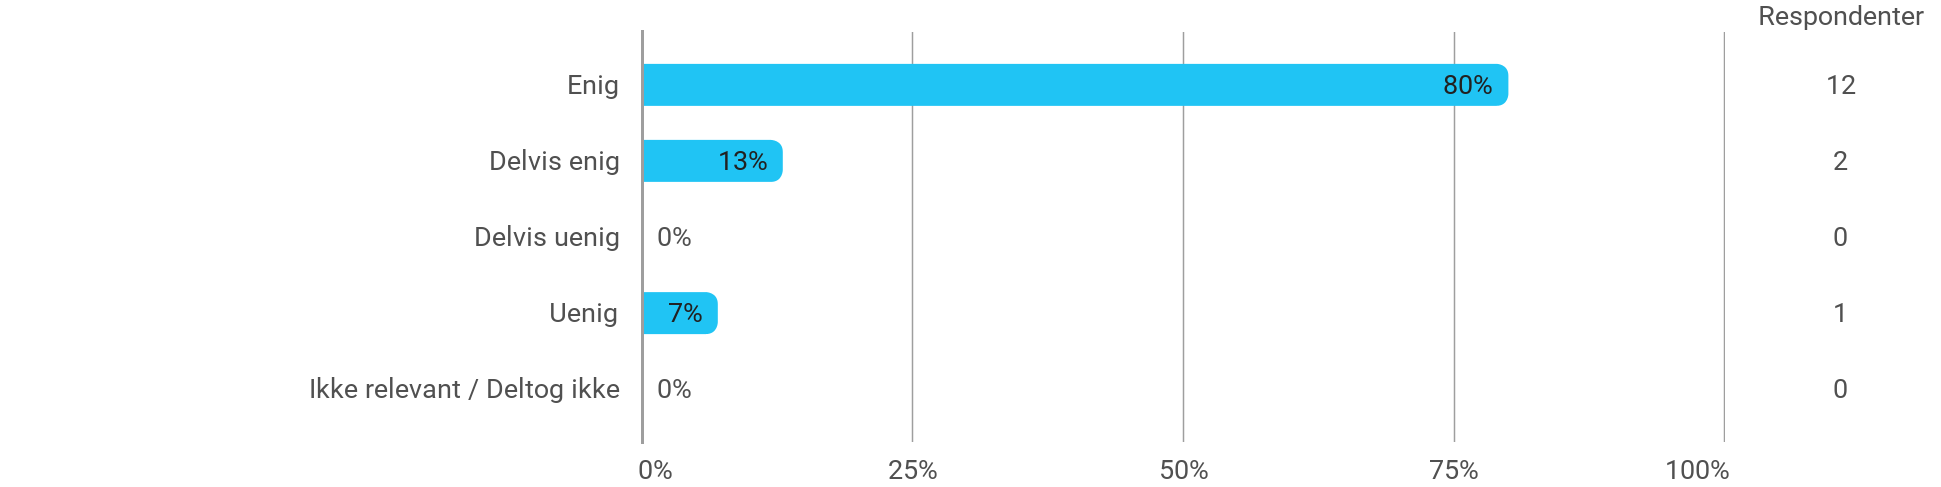 Respondenter
Enig 80% 12
Delvis enig 13% 2
Delvis uenig 0% 0
Uenig 7% 1
Ikke relevant / Deltog ikke 0% 0
0% 25% 50% 75% 100%